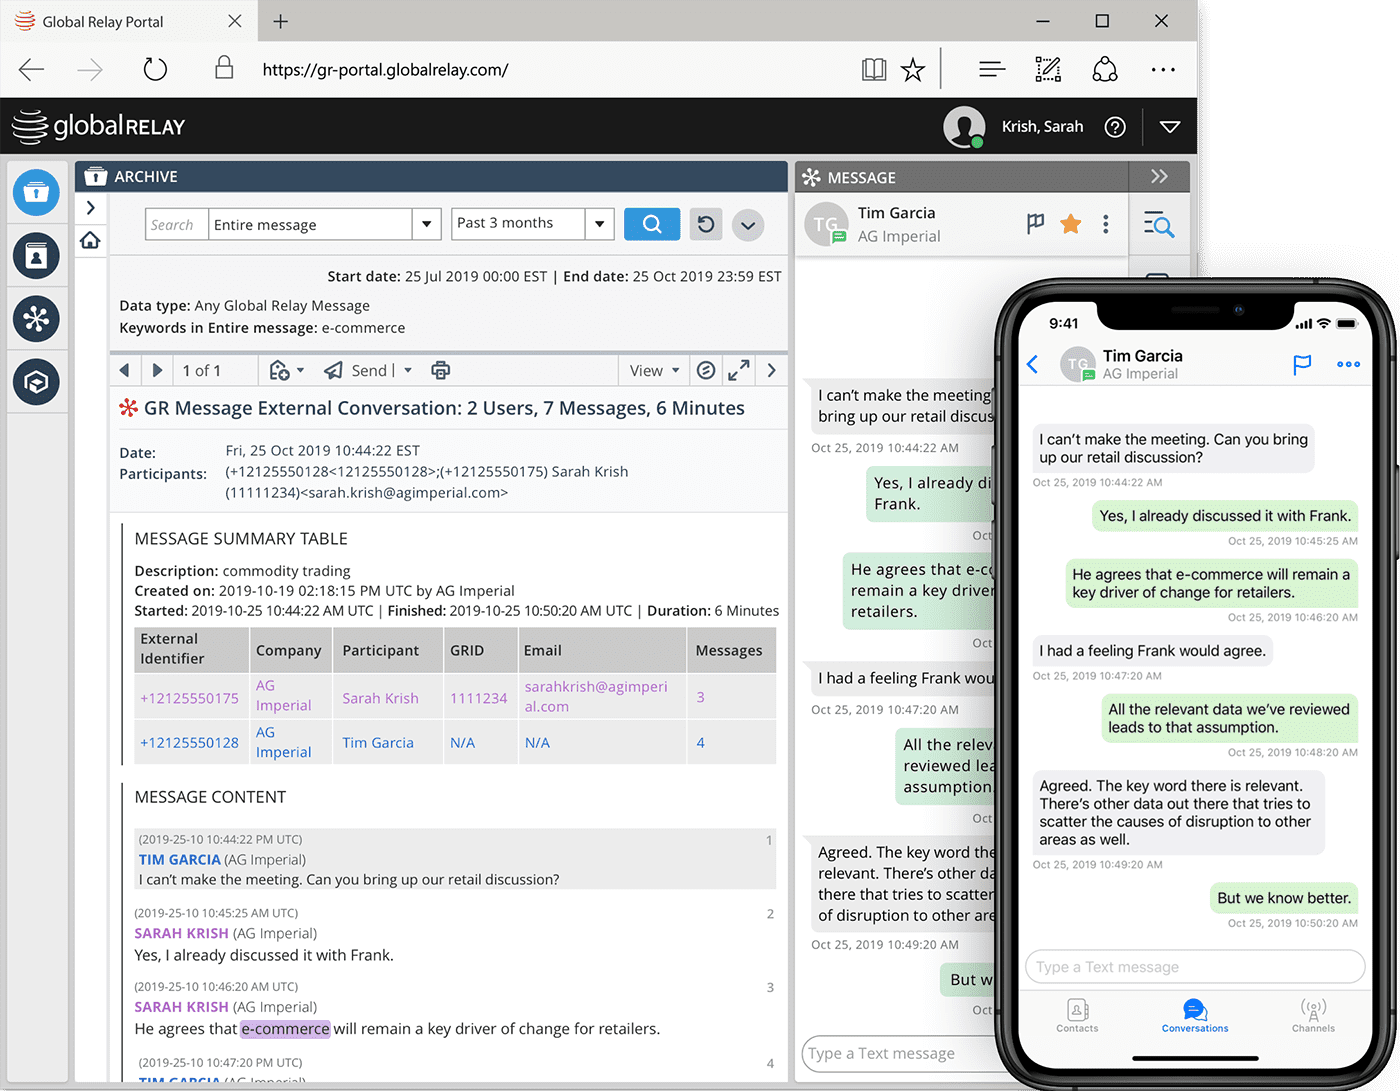 Global Relay Portal
https://gr-portal.globalrelay.com/
globalRELAY
Krish, Sarah
ARCHIVE
Search
Entire message
Past 3 months
Start date: 25 Jul 2019 00:00 EST | End date: 25 Oct 2019 23:59 EST
Data type: Any Global Relay Message
Keywords in Entire message: e-commerce
1 of 1
Send |
View
GR Message External Conversation: 2 Users, 7 Messages, 6 Minutes
Date: Fri, 25 Oct 2019 10:44:22 EST
Participants: (+12125550128<12125550128>;(+12125550175) Sarah Krish
(11111234)<sarah.krish@agimperial.com>
MESSAGE SUMMARY TABLE
Description: commodity trading
Created on: 2019-10-19 02:18:15 PM UTC by AG Imperial
Started: 2019-10-25 10:44:22 AM UTC | Finished: 2019-10-25 10:50:20 AM UTC | Duration: 6 Minutes
External Identifier Company Participant GRID Email Messages
+12125550175 AG Imperial Sarah Krish 1111234 sarahkrish@agimperial.com 3
+12125550128 AG Imperial Tim Garcia N/A N/A 4
MESSAGE CONTENT
(2019-25-10 10:44:22 PM UTC) 1
TIM GARCIA (AG Imperial)
I can't make the meeting. Can you bring up our retail discussion?
(2019-25-10 10:45:25 AM UTC) 2
SARAH KRISH (AG Imperial)
Yes, I already discussed it with Frank.
(2019-25-10 10:46:20 AM UTC) 3
SARAH KRISH (AG Imperial)
He agrees that e-commerce will remain a key driver of change for retailers.
(2019-25-10 10:47:20 PM UTC) 4
TIM GARCIA (AG Imperial)
MESSAGE
TG
Tim Garcia
AG Imperial
I can't make the meeting
bring up our retail discus
Oct 25, 2019 10:44:22 AM
Yes, I already di
Frank.
Oct
He agrees that e-co
remain a key driver
retailers.
Oct
I had a feeling Frank wou
Oct 25, 2019 10:47:20 AM
All the relev
reviewed lea
assumption.
Oct
Agreed. The key word the
relevant. There's other da
there that tries to scatter
of disruption to other are
Oct 25, 2019 10:49:20 AM
But w
Oct
Type a Text message
9:41
TG
Tim Garcia
AG Imperial
I can't make the meeting. Can you bring
up our retail discussion?
Oct 25, 2019 10:44:22 AM
Yes, I already discussed it with Frank.
Oct 25, 2019 10:45:25 AM
He agrees that e-commerce will remain a
key driver of change for retailers.
Oct 25, 2019 10:46:20 AM
I had a feeling Frank would agree.
Oct 25, 2019 10:47:20 AM
All the relevant data we've reviewed
leads to that assumption.
Oct 25, 2019 10:48:20 AM
Agreed. The key word there is relevant.
There's other data out there that tries to
scatter the causes of disruption to other
areas as well.
Oct 25, 2019 10:49:20 AM
But we know better.
Oct 25, 2019 10:50:20 AM
Type a Text message
Contacts
Conversations
Channels